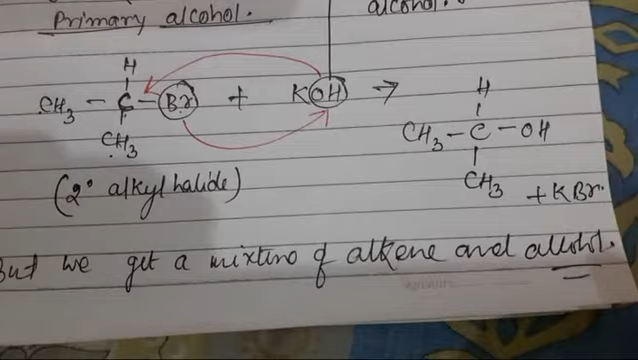 Primary alcohol.
alcohol.
H
CH3 - C - Br + KOH → CH3 - C - OH
H
CH3
CH3
(2° alkyl halide)
+ KBr.
But we get a mixture of alkene and alcohol.